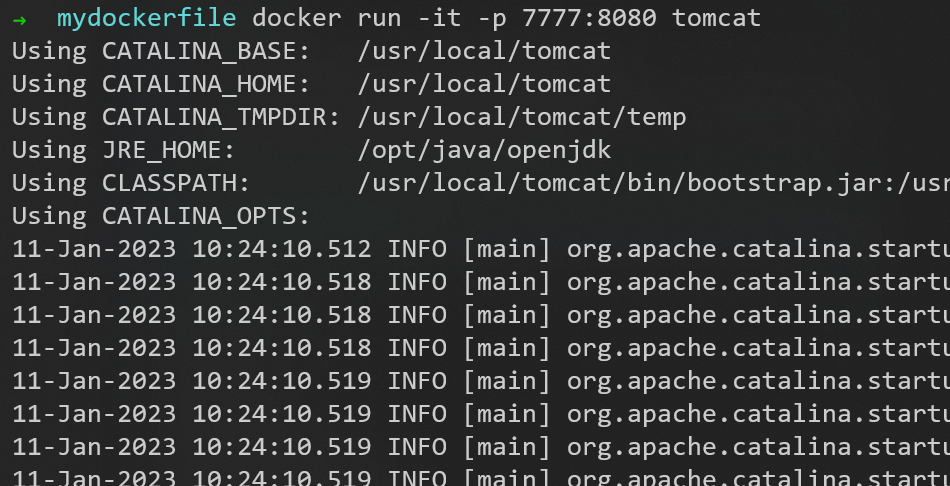 → mydockerfile docker run -it -p 7777:8080 tomcat
Using CATALINA_BASE: /usr/local/tomcat
Using CATALINA_HOME: /usr/local/tomcat
Using CATALINA_TMPDIR: /usr/local/tomcat/temp
Using JRE_HOME: /opt/java/openjdk
Using CLASSPATH: /usr/local/tomcat/bin/bootstrap.jar:/usr
Using CATALINA_OPTS:
11-Jan-2023 10:24:10.512 INFO [main] org.apache.catalina.startu
11-Jan-2023 10:24:10.518 INFO [main] org.apache.catalina.startu
11-Jan-2023 10:24:10.518 INFO [main] org.apache.catalina.startu
11-Jan-2023 10:24:10.518 INFO [main] org.apache.catalina.startu
11-Jan-2023 10:24:10.519 INFO [main] org.apache.catalina.startu
11-Jan-2023 10:24:10.519 INFO [main] org.apache.catalina.startu
11-Jan-2023 10:24:10.519 INFO [main] org.apache.catalina.startu
11-Jan-2023 10:24:10.519 INFO [main] org.apache.catalina.startu